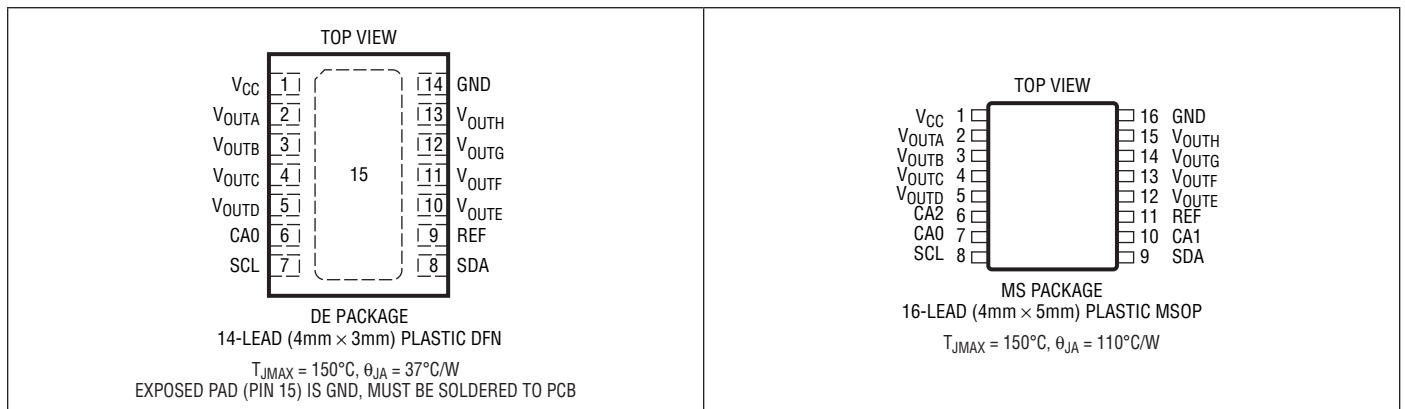 TOP VIEW
VCC 1 14 GND
VOUTA 2 13 VOUTH
VOUTB 3 12 VOUTG
VOUTC 4 15 11 VOUTF
VOUTD 5 10 VOUTE
CA0 6 9 REF
SCL 7 8 SDA
DE PACKAGE
14-LEAD (4mm × 3mm) PLASTIC DFN
TJMAX = 150°C, θJA = 37°C/W
EXPOSED PAD (PIN 15) IS GND, MUST BE SOLDERED TO PCB
TOP VIEW
VCC 1 16 GND
VOUTA 2 15 VOUTH
VOUTB 3 14 VOUTG
VOUTC 4 13 VOUTF
VOUTD 5 12 VOUTE
CA2 6 11 REF
CA0 7 10 CA1
SCL 8 9 SDA
MS PACKAGE
16-LEAD (4mm × 5mm) PLASTIC MSOP
TJMAX = 150°C, θJA = 110°C/W